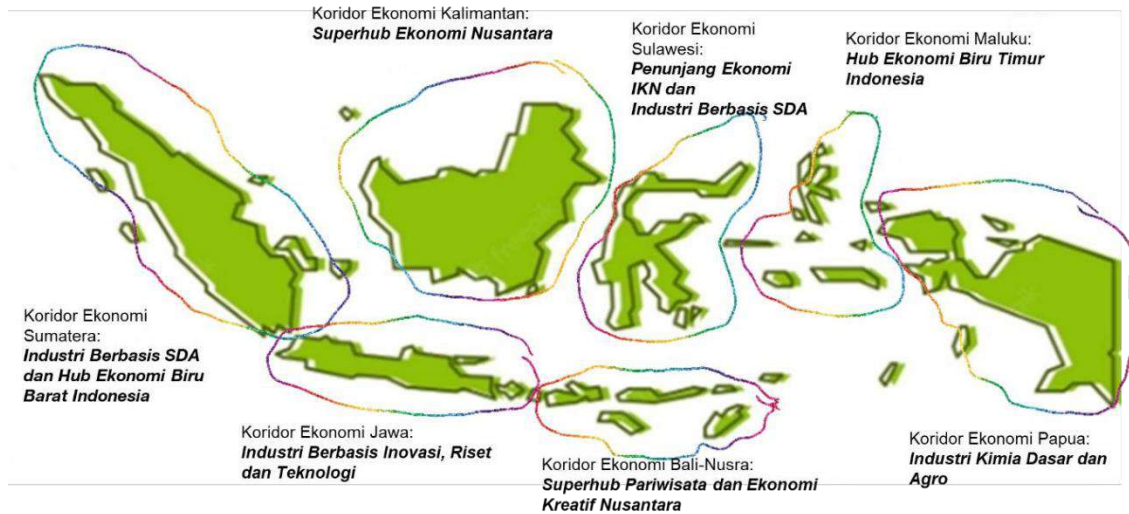 Koridor Ekonomi Kalimantan:
Superhub Ekonomi Nusantara
Koridor Ekonomi
Sulawesi:
Penunjang Ekonomi
IKN dan
Industri Berbasis SDA
Koridor Ekonomi Maluku:
Hub Ekonomi Biru Timur
Indonesia
Koridor Ekonomi
Sumatera:
Industri Berbasis SDA
dan Hub Ekonomi Biru
Barat Indonesia
Koridor Ekonomi Jawa:
Industri Berbasis Inovasi, Riset
dan Teknologi
Koridor Ekonomi Bali-Nusra:
Superhub Pariwisata dan Ekonomi
Kreatif Nusantara
Koridor Ekonomi Papua:
Industri Kimia Dasar dan
Agro